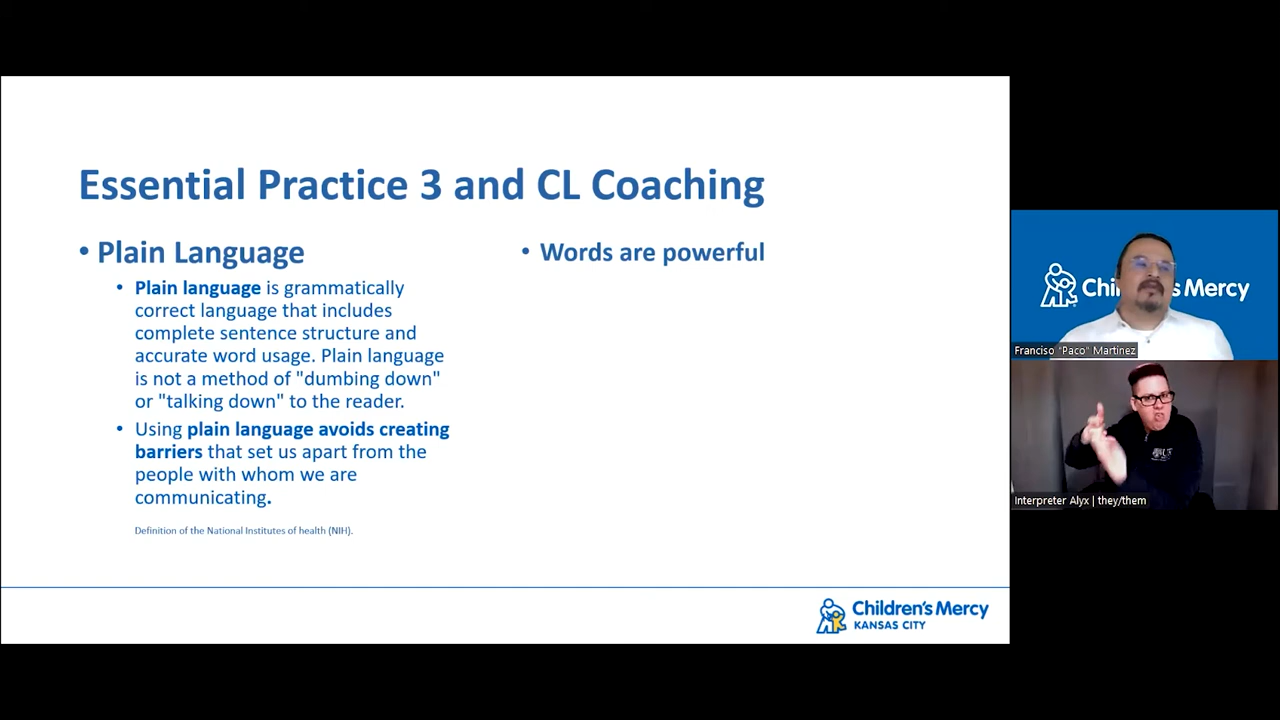 Essential Practice 3 and CL Coaching
• Plain Language
• Plain language is grammatically
correct language that includes
complete sentence structure and
accurate word usage. Plain language
is not a method of "dumbing down"
or "talking down" to the reader.
• Using plain language avoids creating
barriers that set us apart from the
people with whom we are
communicating.
Definition of the National Institutes of health (NIH).
• Words are powerful
Children's Mercy
KANSAS CITY
Mercy
Franciso "Paco" Martinez
Interpreter Alyx | they/them